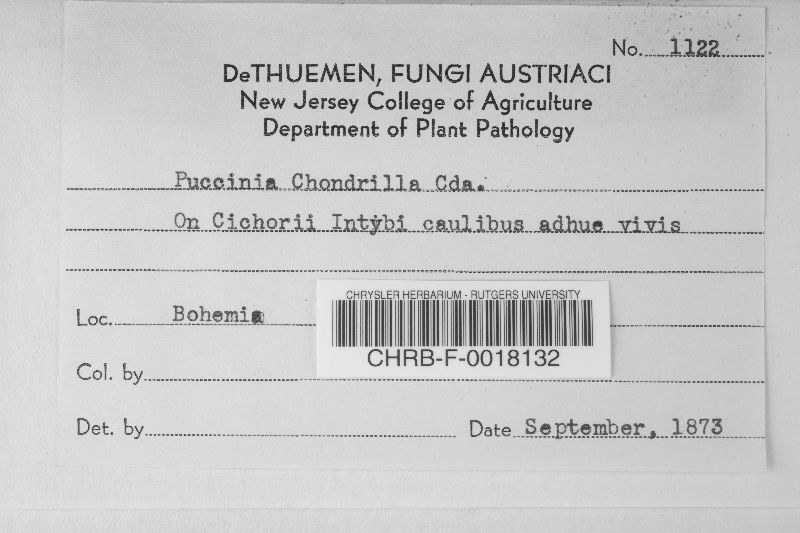 No. 1122
DeTHUEMEN, FUNGI AUSTRIACI
New Jersey College of Agriculture
Department of Plant Pathology
Puccinia Chondrilla Cda.
On Cichorii Intybi caulibus adhue vivis
CHRYSLER HERBARIUM - RUTGERS UNIVERSITY
Loc. Bohemia
CHRB-F-0018132
Col. by
Det. by
Date September, 1873